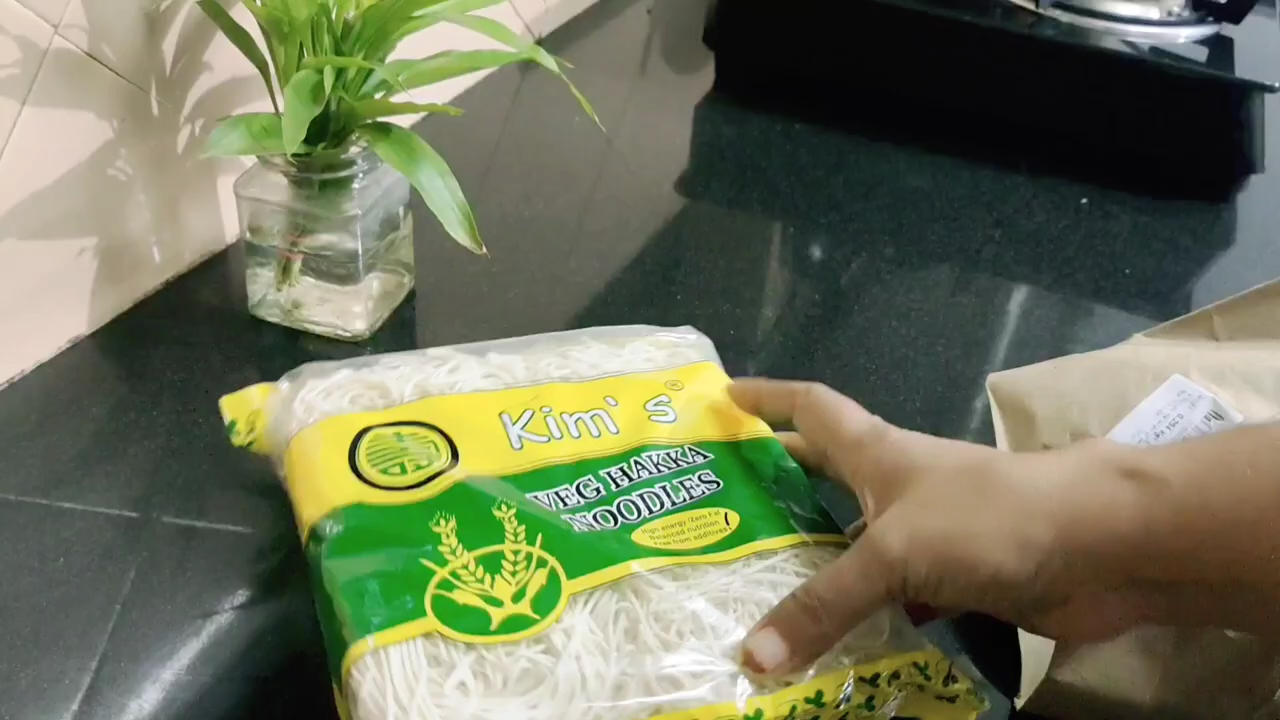 Kim's
VEG HAKKA
NOODLES
High energy /Zero Fat
Balanced nutrition
Free from additives